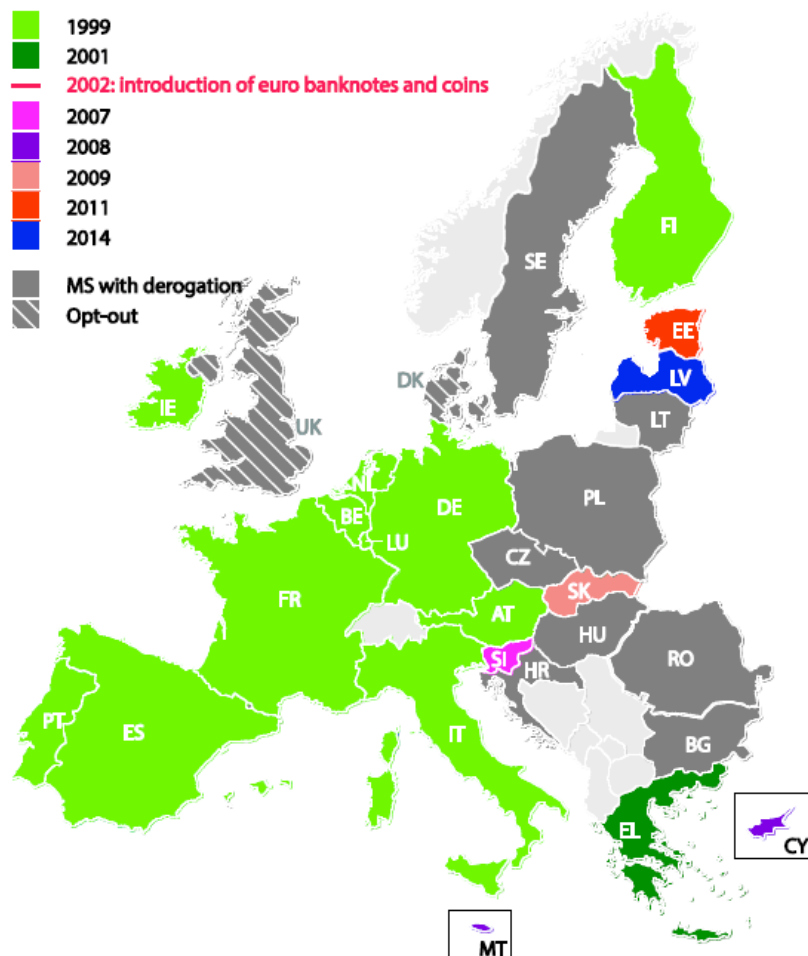 1999
2001
2002: introduction of euro banknotes and coins
2007
2008
2009
2011
2014
MS with derogation
Opt-out
FI
SE
EE
LV
LT
DK
IE
UK
NL
BE
DE
PL
LU
CZ
FR
SK
AT
HU
SI
HR
RO
PT
ES
IT
BG
EL
CY
MT